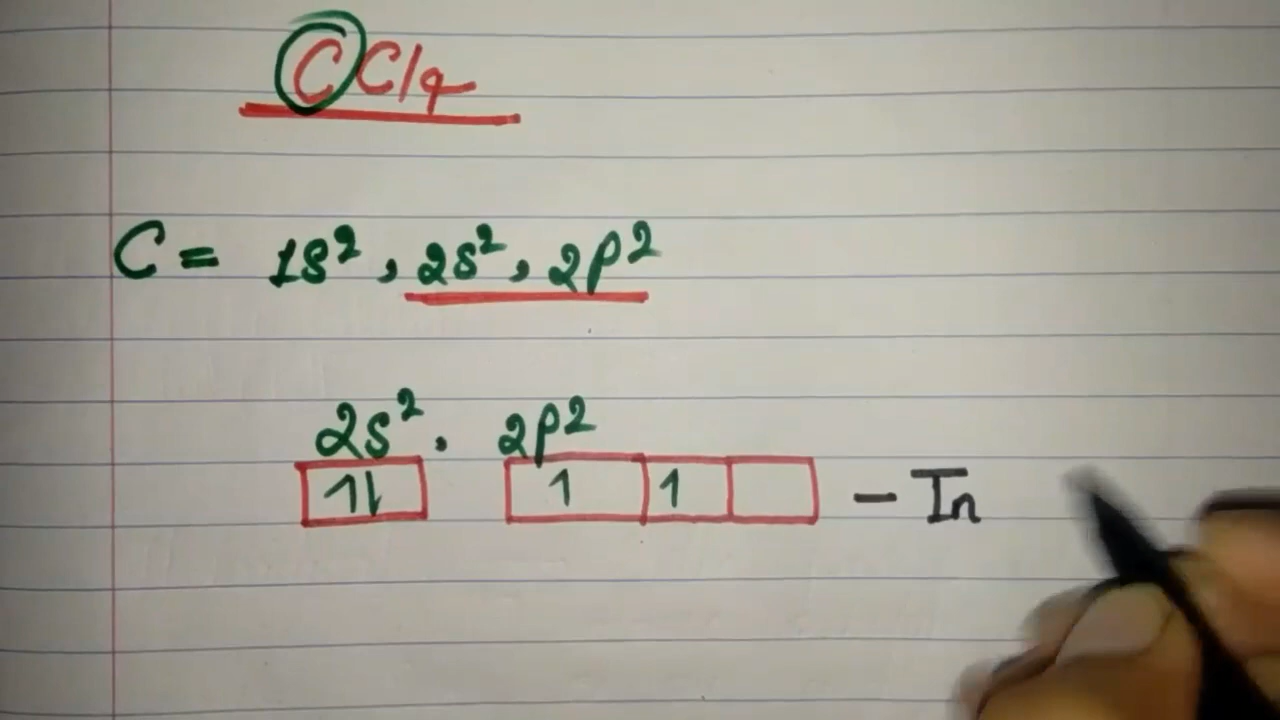 CCl4
C = 1s², 2s², 2p²
2s². 2p²
1l 1 1 - In